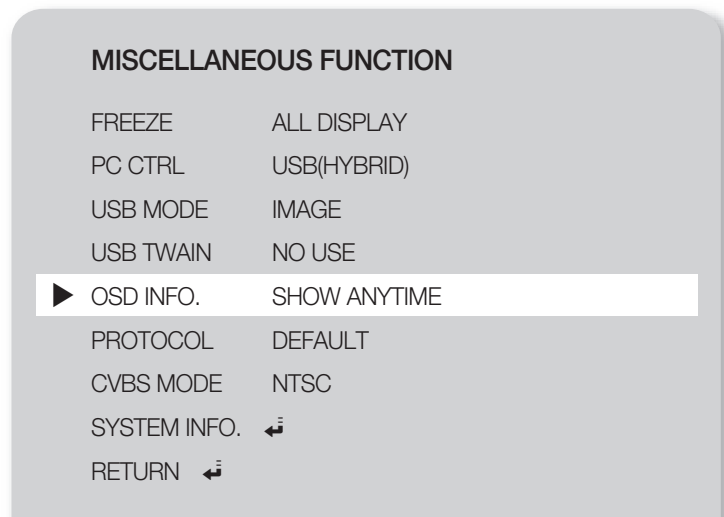 MISCELLANEOUS FUNCTION
FREEZE ALL DISPLAY
PC CTRL USB(HYBRID)
USB MODE IMAGE
USB TWAIN NO USE
OSD INFO. SHOW ANYTIME
PROTOCOL DEFAULT
CVBS MODE NTSC
SYSTEM INFO.
RETURN